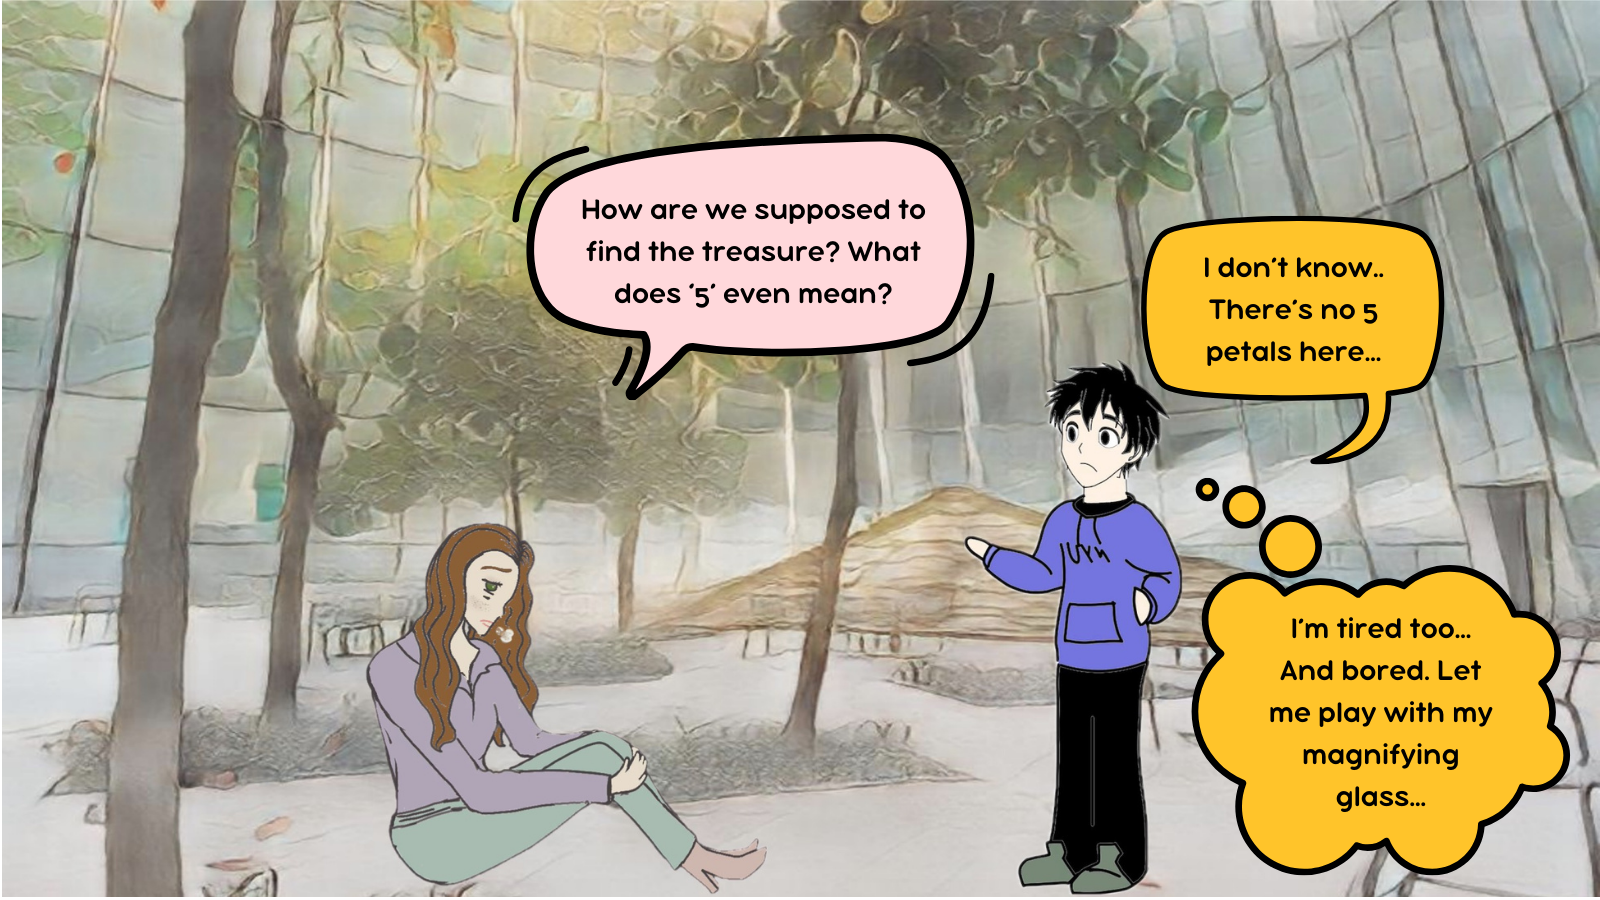 How are we supposed to
find the treasure? What
does ‘5’ even mean?
I don’t know..
There’s no 5
petals here...
I’m tired too...
And bored. Let
me play with my
magnifying
glass...